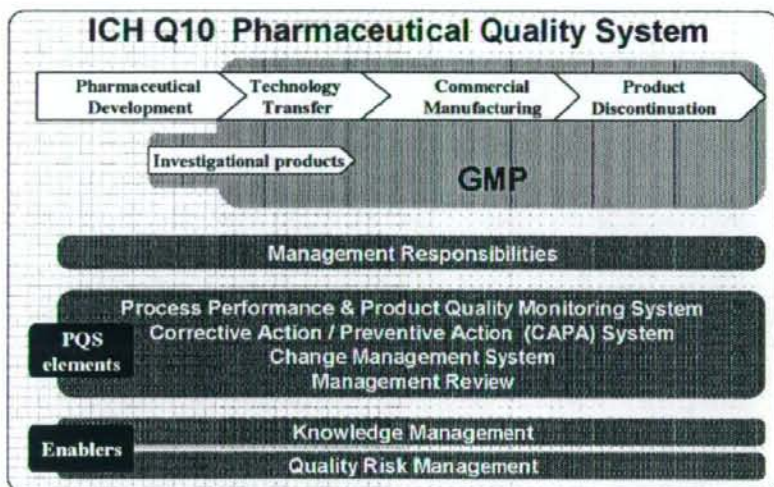 ICH Q10 Pharmaceutical Quality System
Pharmaceutical Development
Technology Transfer
Commercial Manufacturing
Product Discontinuation
Investigational products
GMP
Management Responsibilities
PQS elements
Process Performance & Product Quality Monitoring System
Corrective Action / Preventive Action (CAPA) System
Change Management System
Management Review
Enablers
Knowledge Management
Quality Risk Management